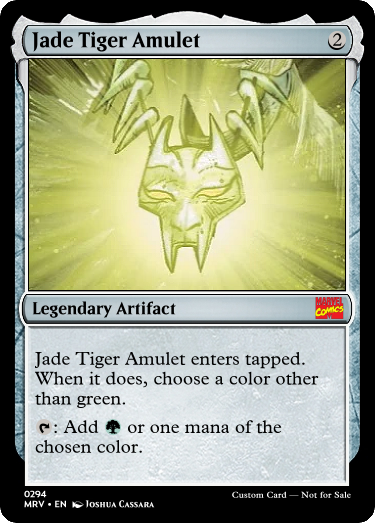 Jade Tiger Amulet 2
Legendary Artifact
MARVEL
COMICS
Jade Tiger Amulet enters tapped.
When it does, choose a color other
than green.
: Add or one mana of the
chosen color.
0294
MRV • EN Joshua Cassara
Custom Card — Not for Sale